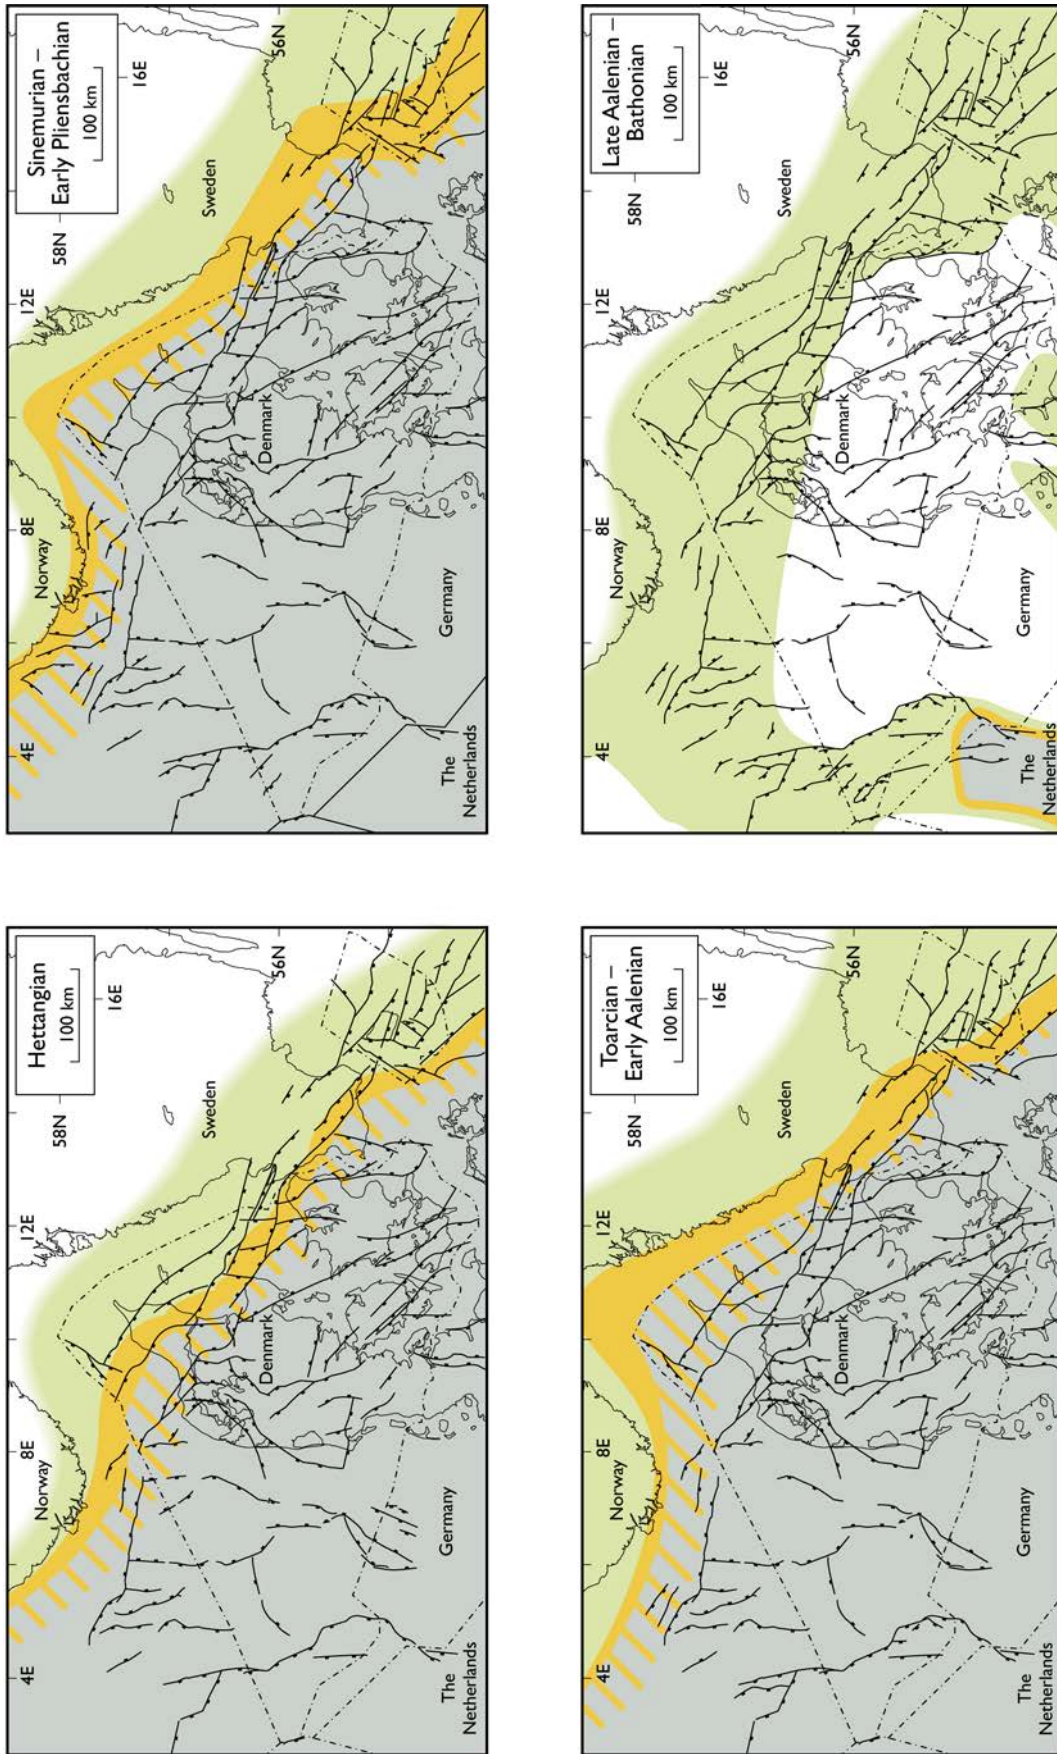 4E
8E
12E
Hettangian
Norway
58N
100 km
16E
Sweden
Denmark
56N
Germany
The
Netherlands
4E
8E
12E
Sinemurian –
Early Pliensbachian
Norway
58N
100 km
16E
Sweden
Denmark
56N
Germany
The
Netherlands
4E
8E
12E
Toarcian –
Early Aalenian
Norway
58N
100 km
16E
Sweden
Denmark
56N
Germany
The
Netherlands
4E
8E
12E
Late Aalenian –
Bathonian
Norway
58N
100 km
16E
Sweden
Denmark
56N
Germany
The
Netherlands